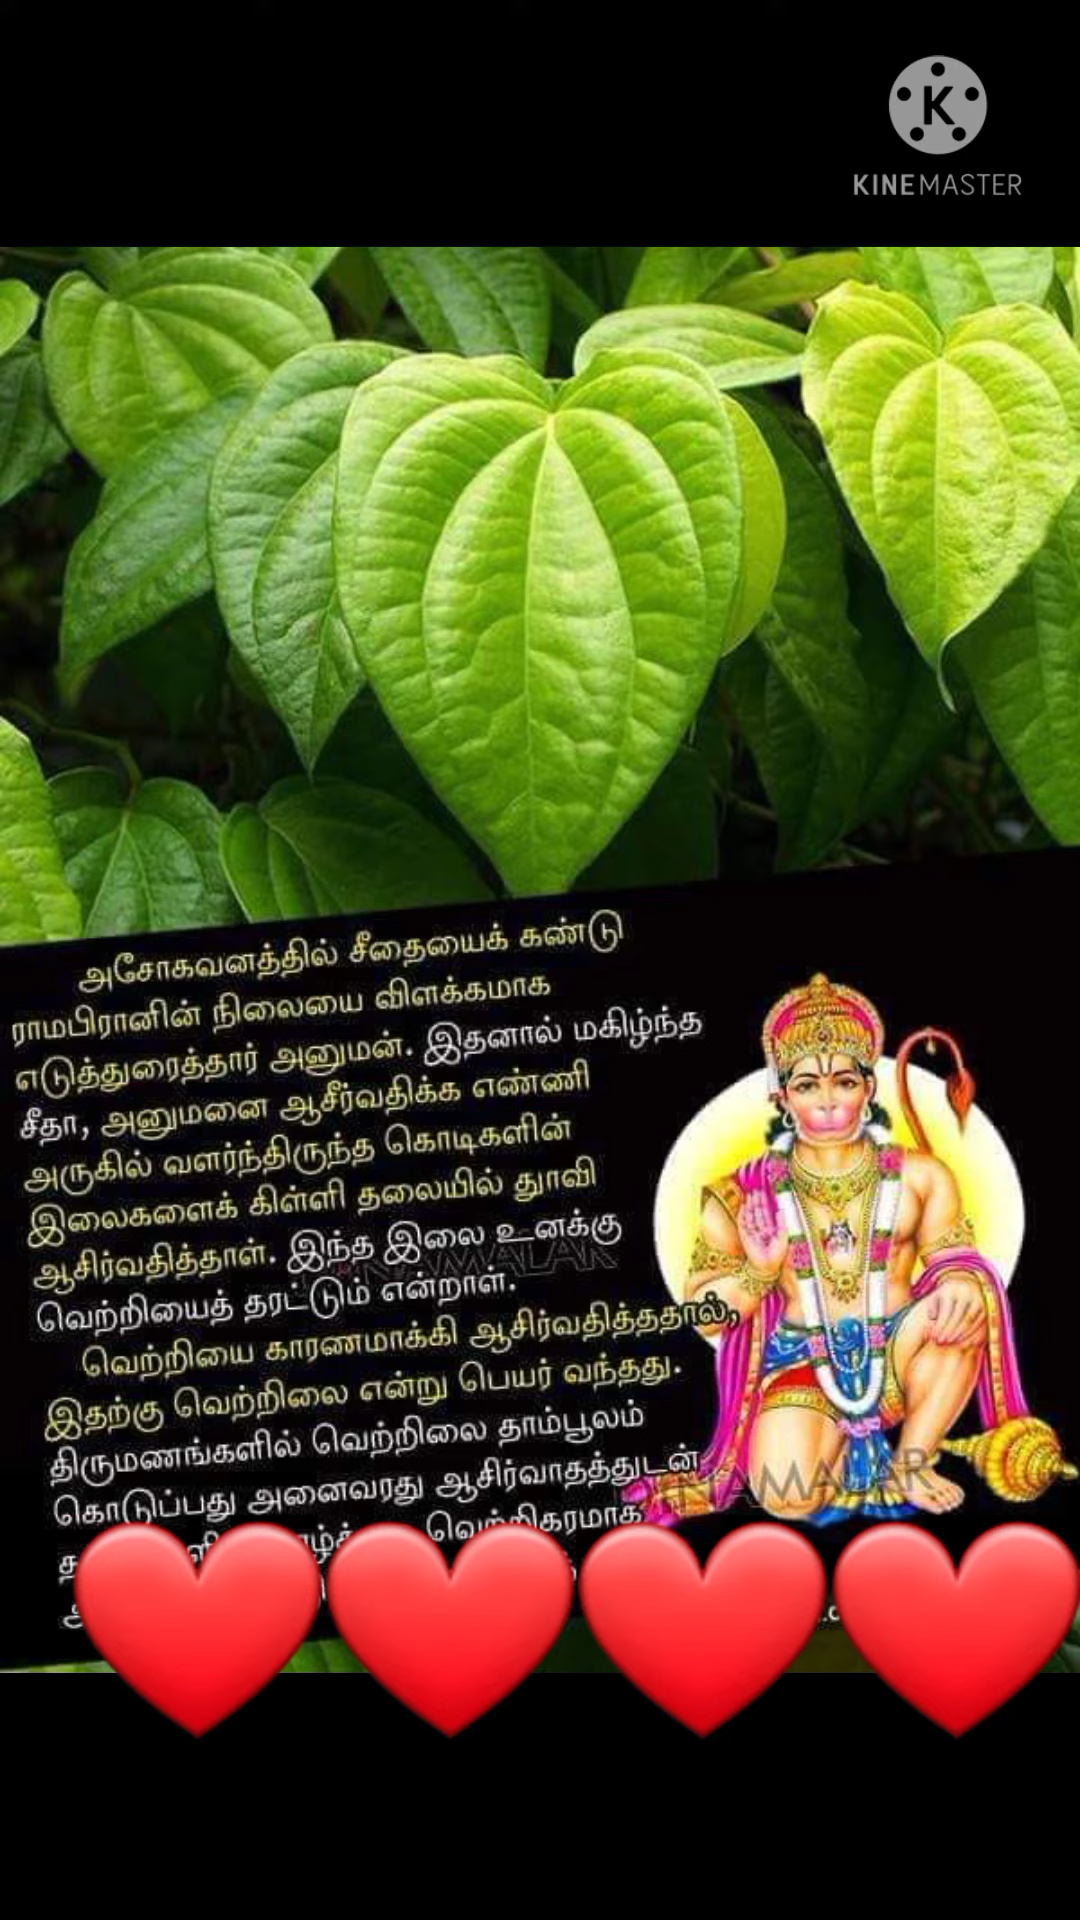 K
KINEMASTER
அசோகவனத்தில் சீதையைக் கண்டு
ராமபிரானின் நிலையை விளக்கமாக
எடுத்துரைத்தார் அனுமன். இதனால் மகிழ்ந்த
சீதா, அனுமனை ஆசீர்வதிக்க எண்ணி
அருகில் வளர்ந்திருந்த கொடிகளின்
இலைகளைக் கிள்ளி தலையில் தூவி
ஆசிர்வதித்தாள். இந்த இலை உனக்கு
வெற்றியைத் தரட்டும் என்றாள்.
வெற்றியை காரணமாக்கி ஆசிர்வதித்ததால்,
இதற்கு வெற்றிலை என்று பெயர் வந்தது.
திருமணங்களில் வெற்றிலை தாம்பூலம்
கொடுப்பது அனைவரது ஆசிர்வாதத்துடன்
வெற்றிகரமாக